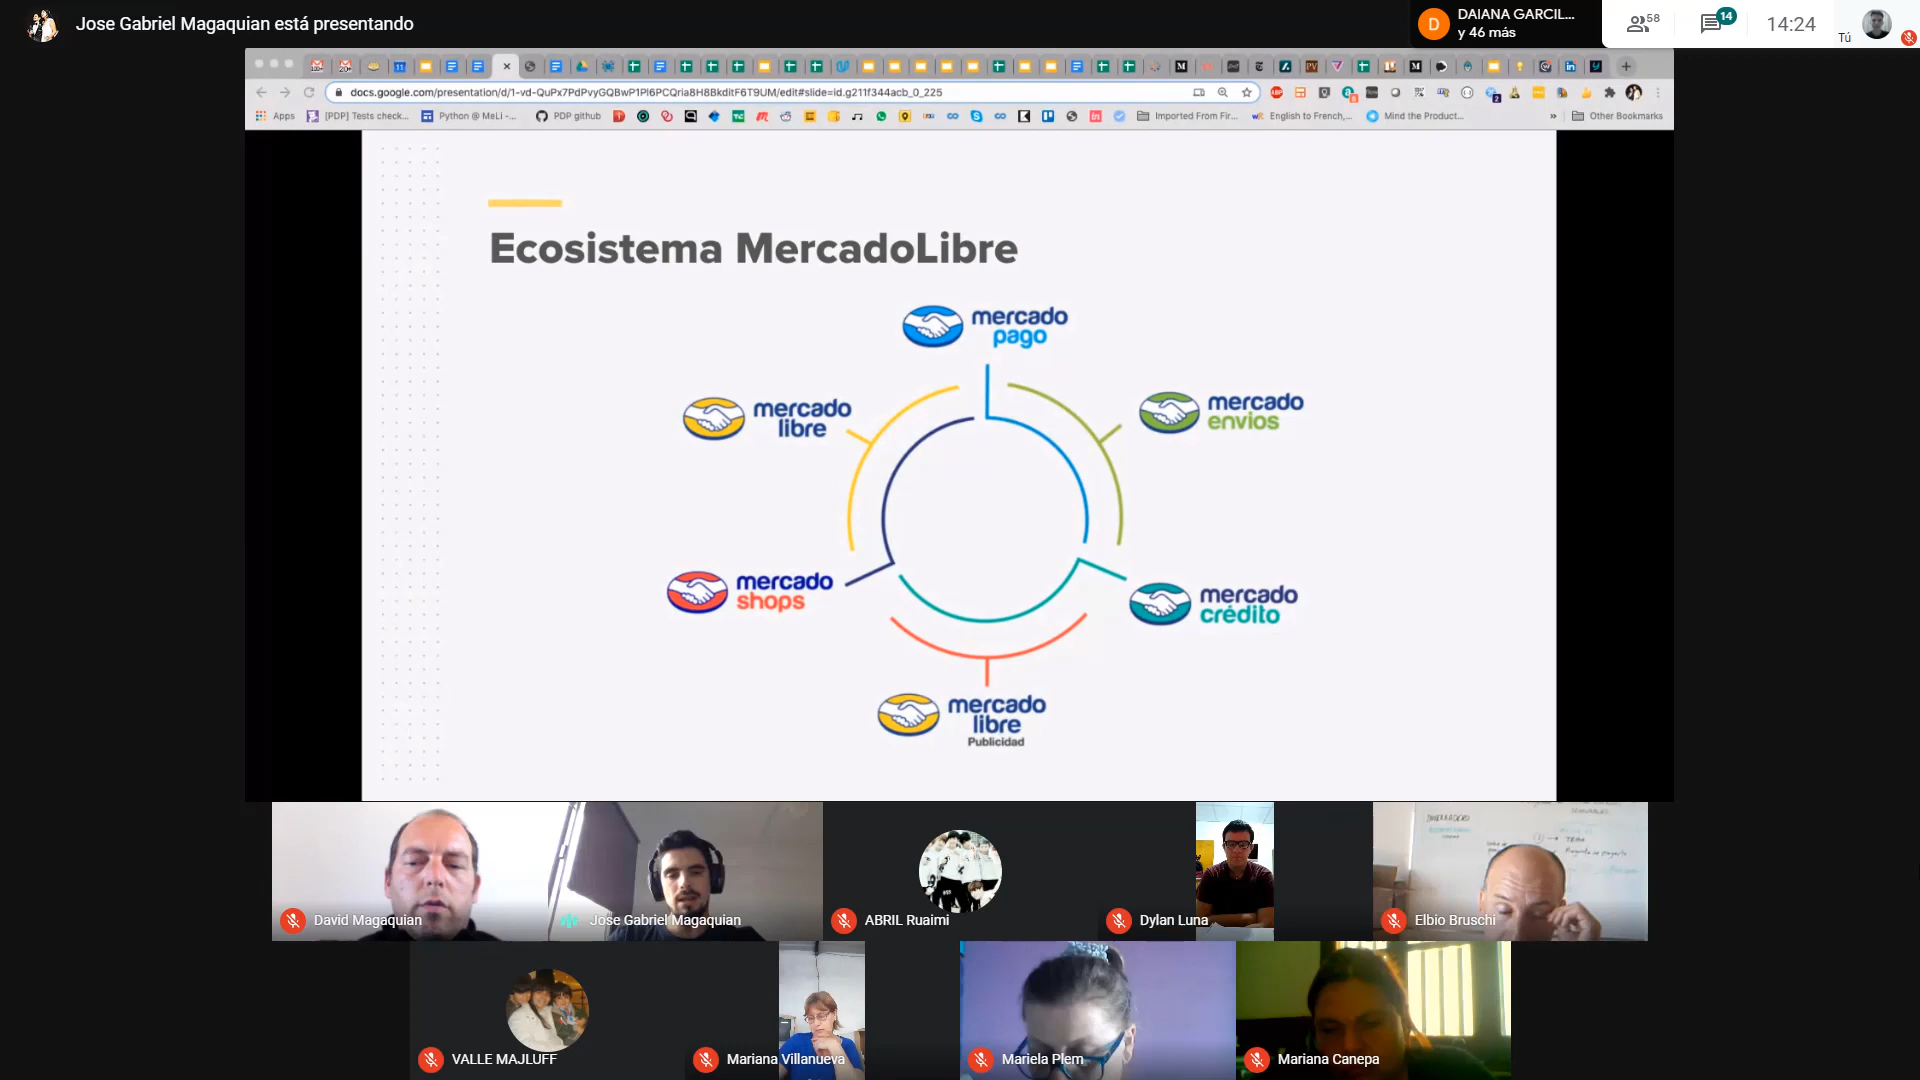 Jose Gabriel Magaquian está presentando
DAIANA GARCIL...
y 46 más
58
14
14:24
Tú
docs.google.com/presentation/d/1-vd-QuPx7PdPvyGQBwP1Pl6PCQria8H8BkditF6T9UM/edit#slide=id.g211f344acb_0_225
Apps
[PDP] Tests check...
Python @ MeLi -...
PDP github
Imported From Fir...
English to French,...
Mind the Product...
»
Other Bookmarks
Ecosistema MercadoLibre
mercado
pago
mercado
libre
mercado
envios
mercado
shops
mercado
crédito
mercado
libre
Publicidad
David Magaquian
Jose Gabriel Magaquian
ABRIL Ruaimi
Dylan Luna
Elbio Bruschi
VALLE MAJLUFF
Mariana Villanueva
Mariela Plem
Mariana Canepa